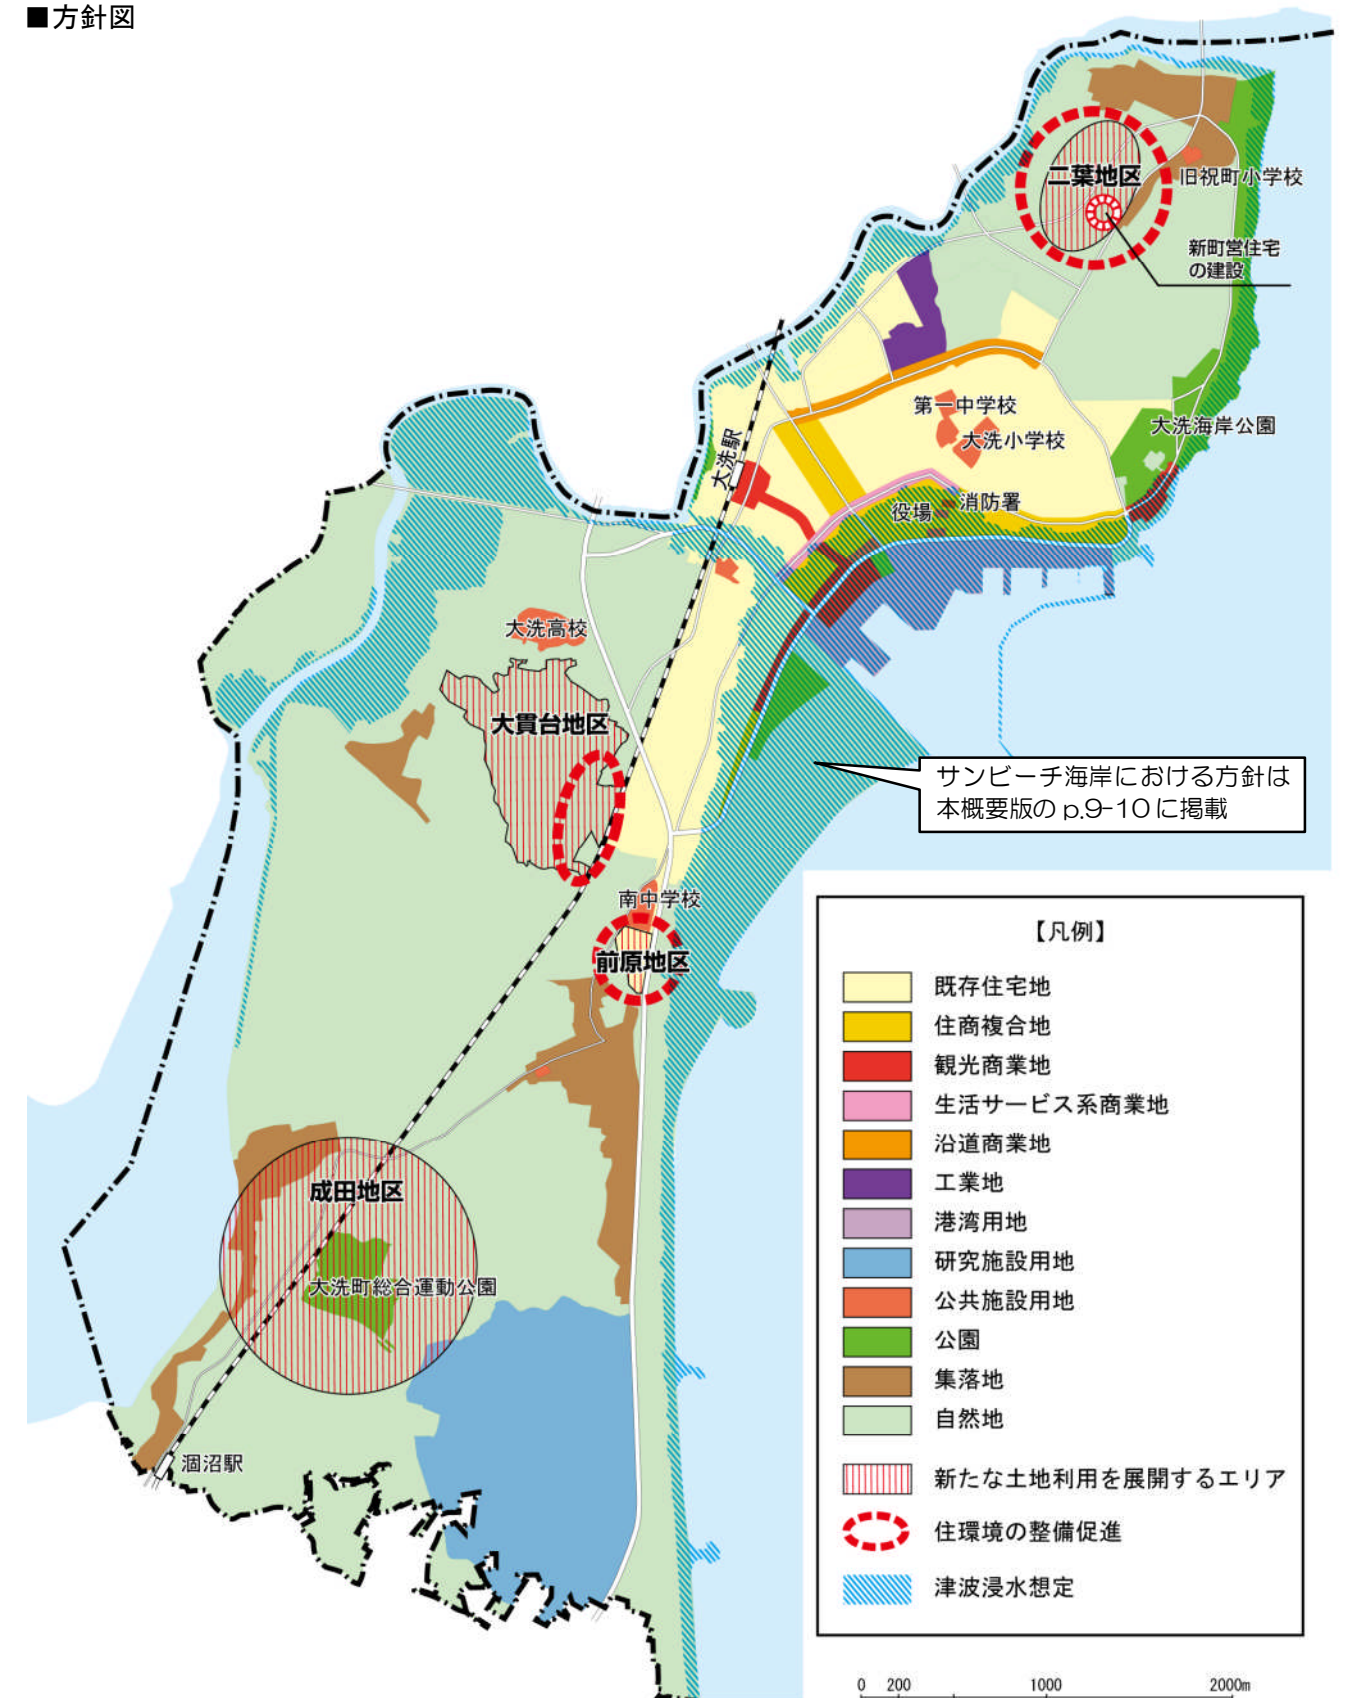 ■方針図
二葉地区
旧祝町小学校
新町営住宅
の建設
第一中学校
大洗小学校
大洗海岸公園
大洗駅
役場
消防署
大洗高校
大貫台地区
サンビーチ海岸における方針は
本概要版の p.9-10 に掲載
南中学校
前原地区
成田地区
大洗町総合運動公園
涸沼駅
【凡例】
既存住宅地
住商複合地
観光商業地
生活サービス系商業地
沿道商業地
工業地
港湾用地
研究施設用地
公共施設用地
公園
集落地
自然地
新たな土地利用を展開するエリア
住環境の整備促進
津波浸水想定
0 200 1000 2000m